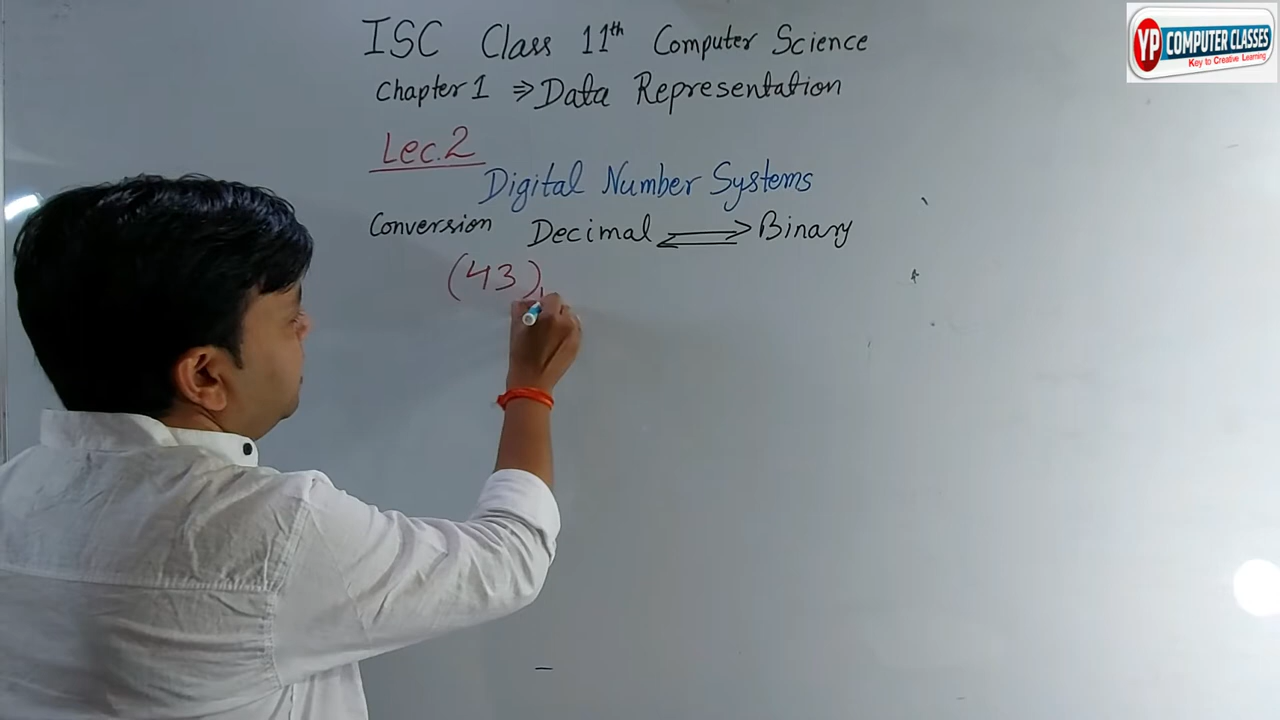 ISC Class 11th Computer Science
Chapter 1 ⇒ Data Representation
Lec.2
Digital Number Systems
Conversion Decimal ⇌ Binary
(43)1
YP COMPUTER CLASSES
Key to Creative Learning